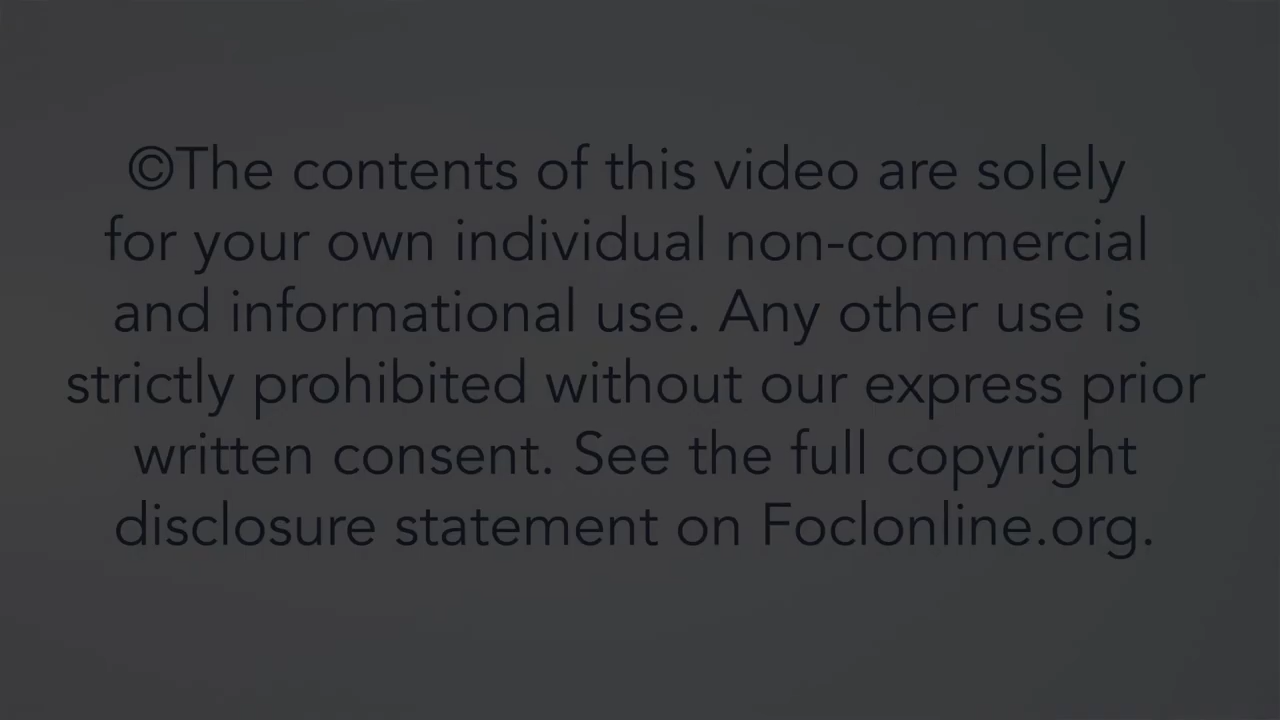 ©The contents of this video are solely
for your own individual non-commercial
and informational use. Any other use is
strictly prohibited without our express prior
written consent. See the full copyright
disclosure statement on Foclonline.org.